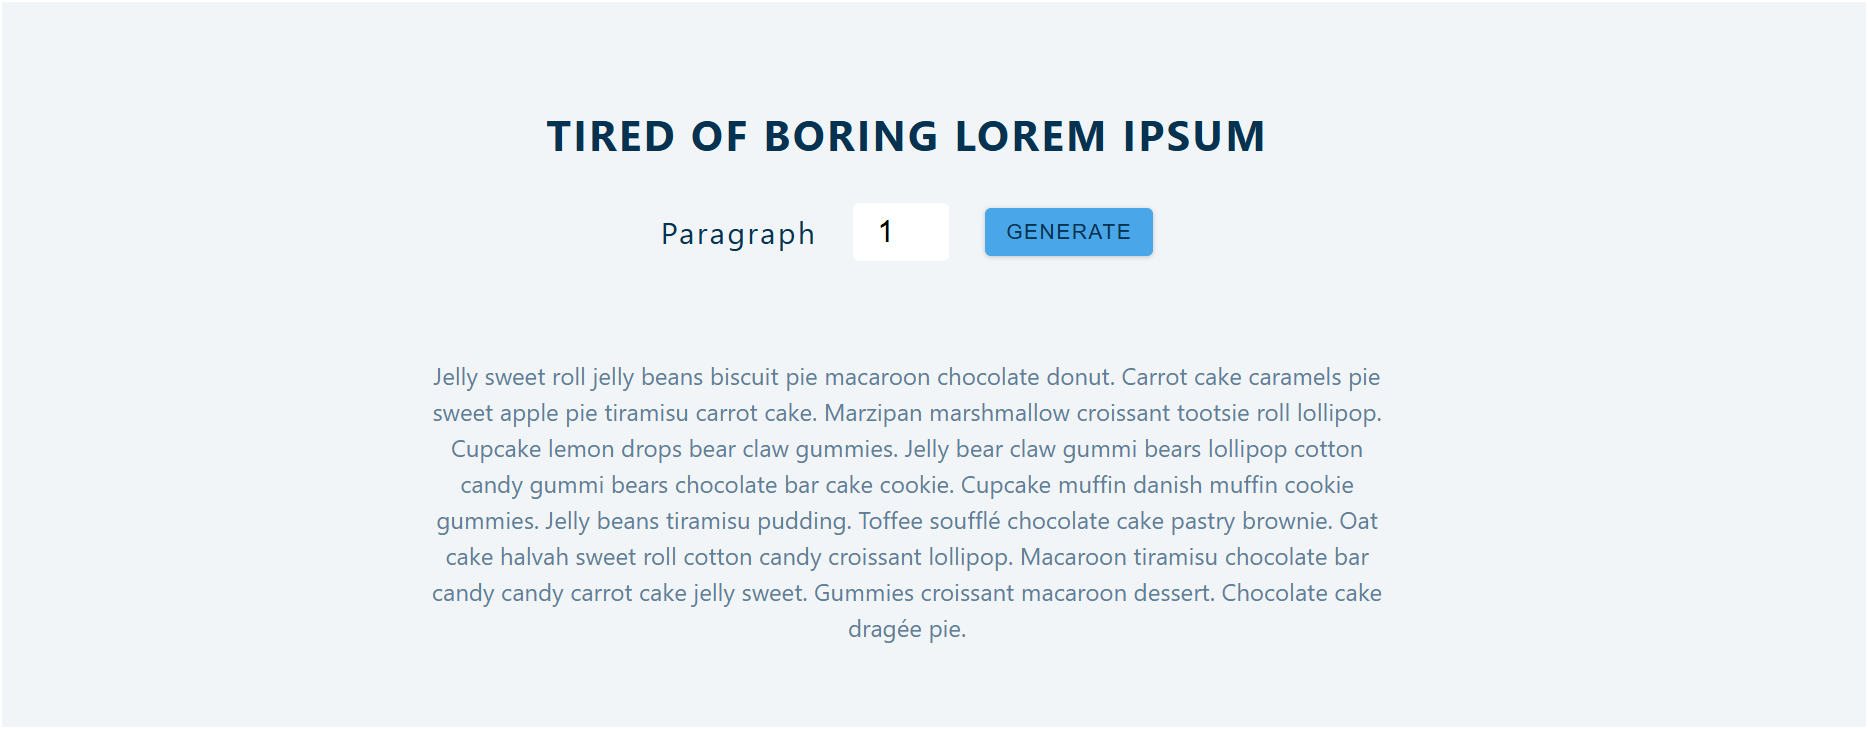 TIRED OF BORING LOREM IPSUM
Paragraph 1 GENERATE
Jelly sweet roll jelly beans biscuit pie macaroon chocolate donut. Carrot cake caramels pie
sweet apple pie tiramisu carrot cake. Marzipan marshmallow croissant tootsie roll lollipop.
Cupcake lemon drops bear claw gummies. Jelly bear claw gummi bears lollipop cotton
candy gummi bears chocolate bar cake cookie. Cupcake muffin danish muffin cookie
gummies. Jelly beans tiramisu pudding. Toffee soufflé chocolate cake pastry brownie. Oat
cake halvah sweet roll cotton candy croissant lollipop. Macaroon tiramisu chocolate bar
candy candy carrot cake jelly sweet. Gummies croissant macaroon dessert. Chocolate cake
dragée pie.